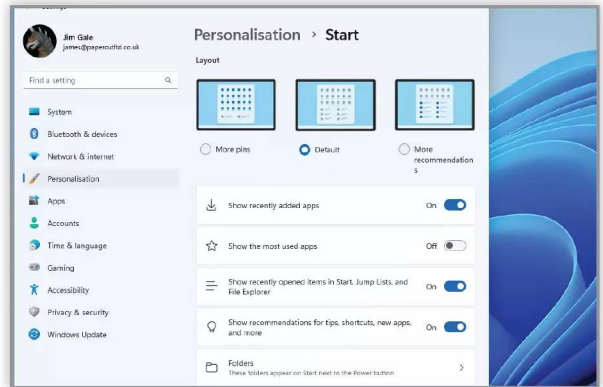 Jim Gale
james@papercutltd.co.uk
Find a setting
System
Bluetooth & devices
Network & internet
Personalisation
Apps
Accounts
Time & language
Gaming
Accessibility
Privacy & security
Windows Update
Personalisation > Start
Layout
More pins
Default
More
recommendation
s
Show recently added apps
On
Show the most used apps
Off
Show recently opened items in Start, Jump Lists, and
File Explorer
On
Show recommendations for tips, shortcuts, new apps,
and more
On
Folders
These folders appear on Start next to the Power button